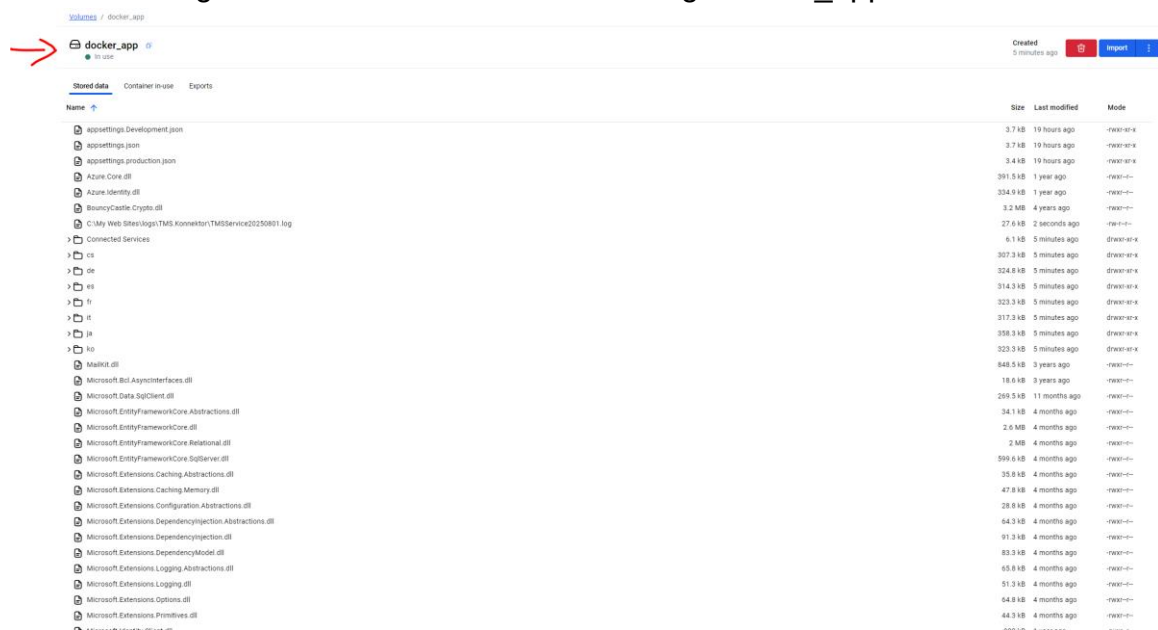 Volumes / docker_app
docker_app
In use
Created
5 minutes ago
Import
Stored data Container in-use Exports
Name Size Last modified Mode
appsettings.Development.json 3.7 kB 19 hours ago -rwxr-xr-x
appsettings.json 3.7 kB 19 hours ago -rwxr-xr-x
appsettings.production.json 3.4 kB 19 hours ago -rwxr-xr-x
Azure.Core.dll 391.5 kB 1 year ago -rwxr--r--
Azure.Identity.dll 334.9 kB 1 year ago -rwxr--r--
BouncyCastle.Crypto.dll 3.2 MB 4 years ago -rwxr--r--
C:\My Web Sites\logs\TMS.Konnektor\TMSService20250801.log 27.6 kB 2 seconds ago -rw-r--r--
Connected Services 6.1 kB 5 minutes ago drwxr-xr-x
cs 307.3 kB 5 minutes ago drwxr-xr-x
de 324.8 kB 5 minutes ago drwxr-xr-x
es 314.3 kB 5 minutes ago drwxr-xr-x
fr 323.3 kB 5 minutes ago drwxr-xr-x
it 317.3 kB 5 minutes ago drwxr-xr-x
ja 358.3 kB 5 minutes ago drwxr-xr-x
ko 323.3 kB 5 minutes ago drwxr-xr-x
MailKit.dll 848.5 kB 3 years ago -rwxr--r--
Microsoft.Bcl.AsyncInterfaces.dll 18.6 kB 3 years ago -rwxr--r--
Microsoft.Data.SqlClient.dll 269.5 kB 11 months ago -rwxr--r--
Microsoft.EntityFrameworkCore.Abstractions.dll 34.1 kB 4 months ago -rwxr--r--
Microsoft.EntityFrameworkCore.dll 2.6 MB 4 months ago -rwxr--r--
Microsoft.EntityFrameworkCore.Relational.dll 2 MB 4 months ago -rwxr--r--
Microsoft.EntityFrameworkCore.SqlServer.dll 599.6 kB 4 months ago -rwxr--r--
Microsoft.Extensions.Caching.Abstractions.dll 35.8 kB 4 months ago -rwxr--r--
Microsoft.Extensions.Caching.Memory.dll 47.8 kB 4 months ago -rwxr--r--
Microsoft.Extensions.Configuration.Abstractions.dll 28.8 kB 4 months ago -rwxr--r--
Microsoft.Extensions.DependencyInjection.Abstractions.dll 64.3 kB 4 months ago -rwxr--r--
Microsoft.Extensions.DependencyInjection.dll 91.3 kB 4 months ago -rwxr--r--
Microsoft.Extensions.DependencyModel.dll 83.3 kB 4 months ago -rwxr--r--
Microsoft.Extensions.Logging.Abstractions.dll 65.8 kB 4 months ago -rwxr--r--
Microsoft.Extensions.Logging.dll 51.3 kB 4 months ago -rwxr--r--
Microsoft.Extensions.Options.dll 64.8 kB 4 months ago -rwxr--r--
Microsoft.Extensions.Primitives.dll 44.3 kB 4 months ago -rwxr--r--